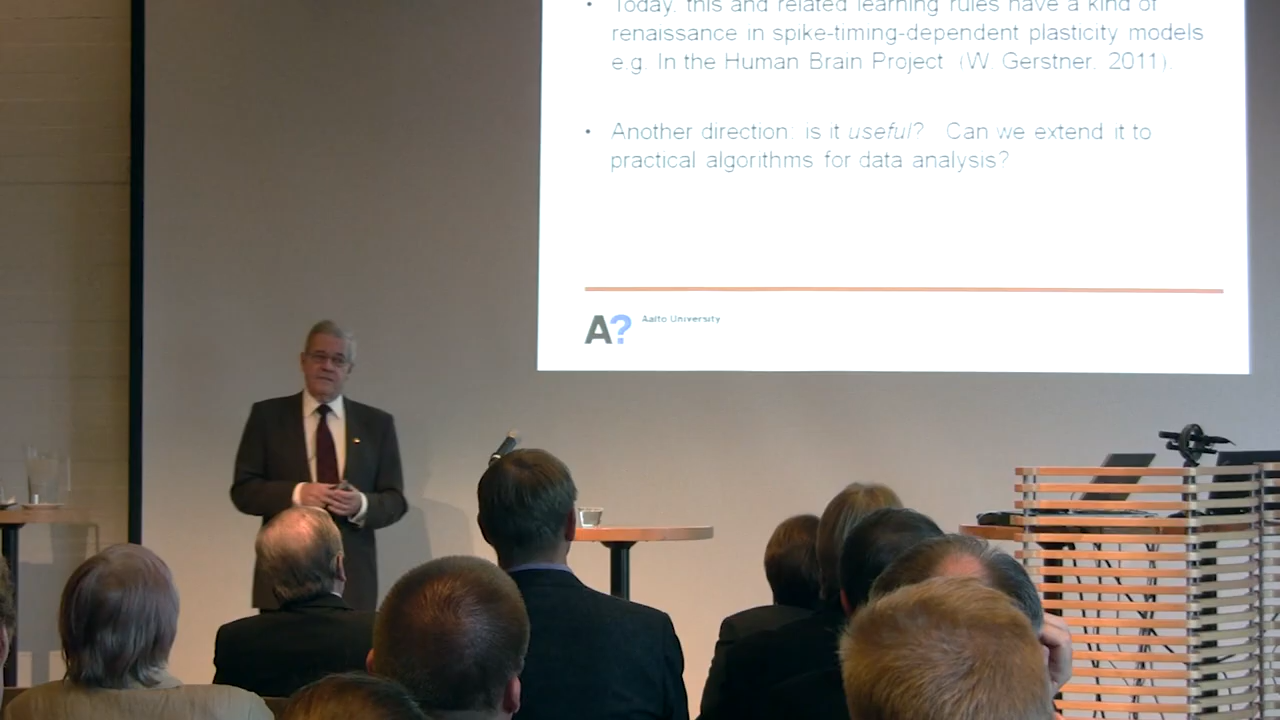 Today, this and related learning rules have a kind of
renaissance in spike-timing-dependent plasticity models
e.g. In the Human Brain Project (W. Gerstner, 2011).
Another direction: is it useful? Can we extend it to
practical algorithms for data analysis?
A?
Aalto University